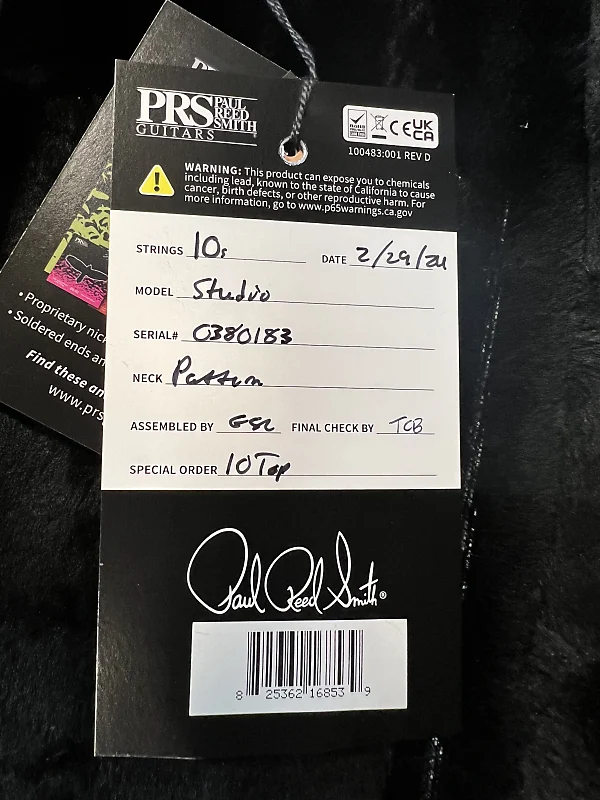 PRS PAUL REED SMITH
GUITARS
RoHS
CE UK CA
100483:001 REV D
WARNING: This product can expose you to chemicals
including lead, known to the state of California to cause
cancer, birth defects, or other reproductive harm. For
more information, go to www.p65warnings.ca.gov
STRINGS 10s DATE 2/29/24
MODEL Studio
SERIAL# 0380183
NECK Pattern
ASSEMBLED BY FINAL CHECK BY TCB
SPECIAL ORDER 10 Top
Paul Reed Smith®
8 25362 16853 9
• Proprietary
• Soldered ends
Find these
www.prs